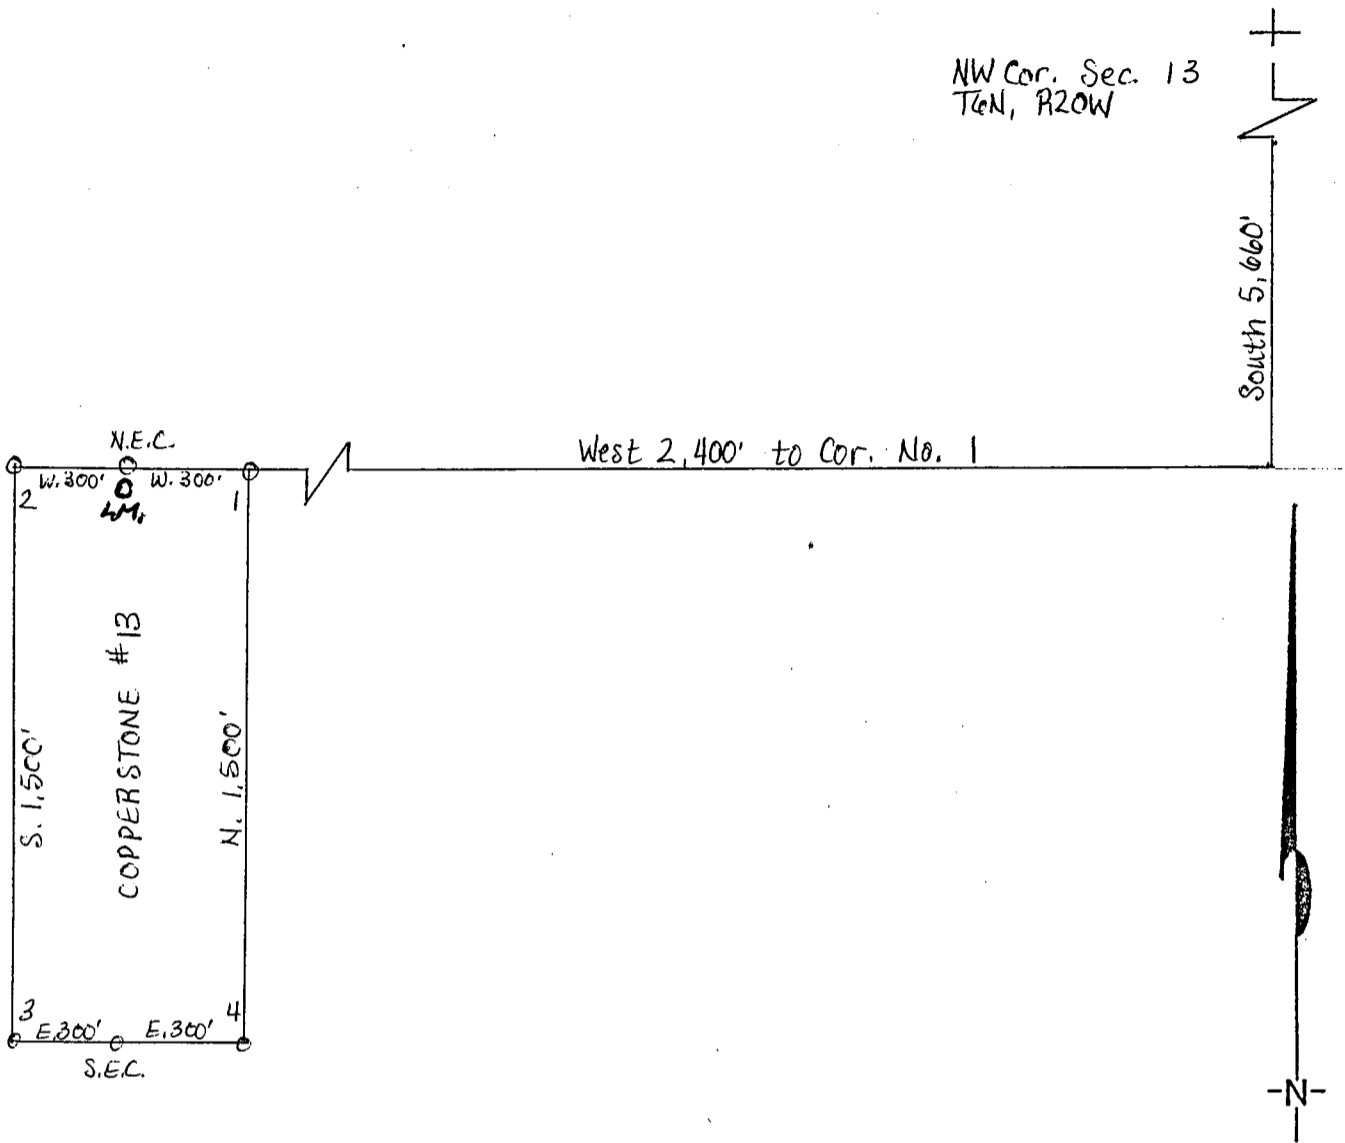 NW Cor. Sec. 13
T6N, R20W
South 5,660'
West 2,400' to Cor. No. 1
N.E.C.
W. 300' W. 300'
2 1
L.M.
COPPERSTONE #13
S. 1,500'
N. 1,500'
3 4
E. 300' E. 300'
S.E.C.
-N-